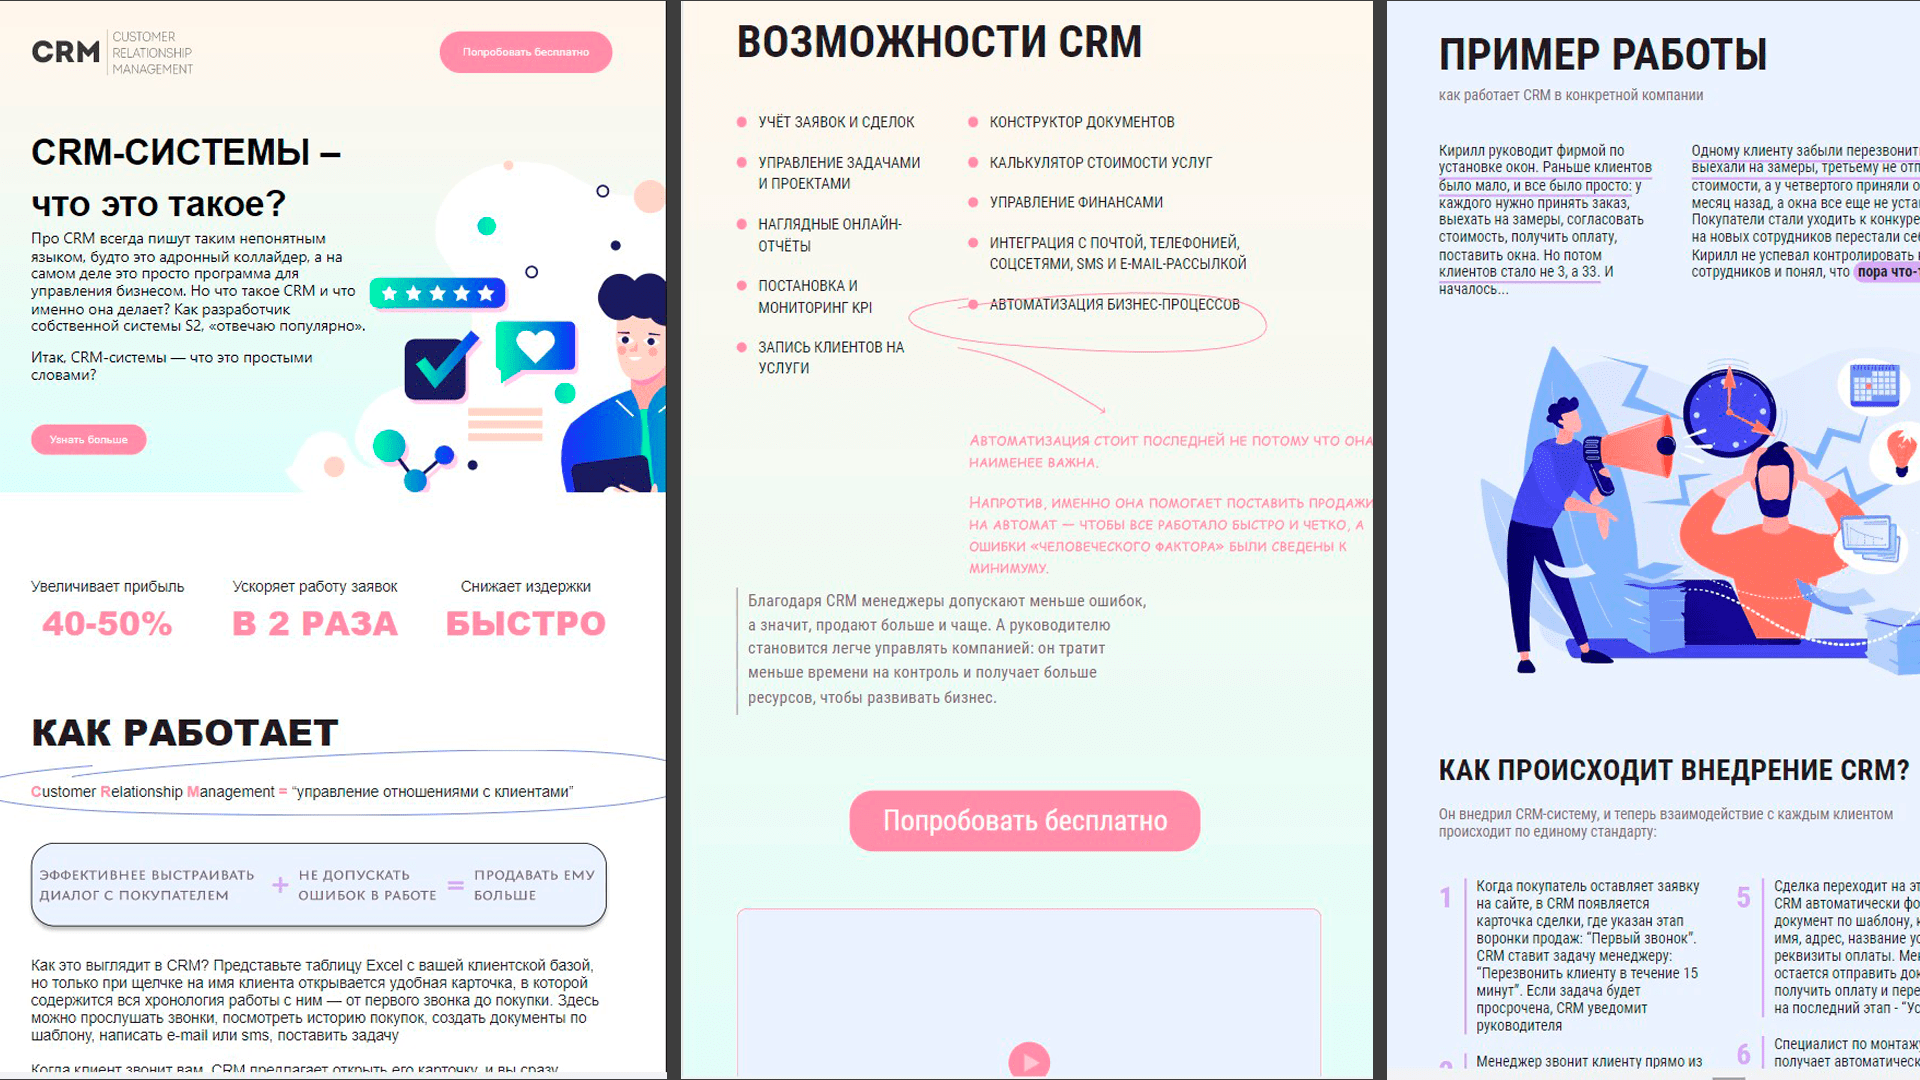 CRM
CUSTOMER
RELATIONSHIP
MANAGEMENT
Попробовать бесплатно
CRM-СИСТЕМЫ –
что это такое?
Про CRM всегда пишут таким непонятным
языком, будто это адронный коллайдер, а на
самом деле это просто программа для
управления бизнесом. Но что такое CRM и что
именно она делает? Как разработчик
собственной системы S2, «отвечаю популярно».
Итак, CRM-системы — что это простыми
словами?
Узнать больше
Увеличивает прибыль
40-50%
Ускоряет работу заявок
В 2 РАЗА
Снижает издержки
БЫСТРО
КАК РАБОТАЕТ
Customer Relationship Management = “управление отношениями с клиентами”
ЭФФЕКТИВНЕЕ ВЫСТРАИВАТЬ
ДИАЛОГ С ПОКУПАТЕЛЕМ
+
НЕ ДОПУСКАТЬ
ОШИБОК В РАБОТЕ
=
ПРОДАВАТЬ ЕМУ
БОЛЬШЕ
Как это выглядит в CRM? Представьте таблицу Excel с вашей клиентской базой,
но только при щелчке на имя клиента открывается удобная карточка, в которой
содержится вся хронология работы с ним — от первого звонка до покупки. Здесь
можно прослушать звонки, посмотреть историю покупок, создать документы по
шаблону, написать e-mail или sms, поставить задачу
Когда клиент звонит вам, CRM предлагает открыть его карточку, и вы сразу
ВОЗМОЖНОСТИ CRM
УЧЁТ ЗАЯВОК И СДЕЛОК
УПРАВЛЕНИЕ ЗАДАЧАМИ
И ПРОЕКТАМИ
НАГЛЯДНЫЕ ОНЛАЙН-
ОТЧЁТЫ
ПОСТАНОВКА И
МОНИТОРИНГ KPI
ЗАПИСЬ КЛИЕНТОВ НА
УСЛУГИ
КОНСТРУКТОР ДОКУМЕНТОВ
КАЛЬКУЛЯТОР СТОИМОСТИ УСЛУГ
УПРАВЛЕНИЕ ФИНАНСАМИ
ИНТЕГРАЦИЯ С ПОЧТОЙ, ТЕЛЕФОНИЕЙ,
СОЦСЕТЯМИ, SMS И E-MAIL-РАССЫЛКОЙ
АВТОМАТИЗАЦИЯ БИЗНЕС-ПРОЦЕССОВ
АВТОМАТИЗАЦИЯ СТОИТ ПОСЛЕДНЕЙ НЕ ПОТОМУ ЧТО ОНА
НАИМЕНЕЕ ВАЖНА.
НАПРОТИВ, ИМЕННО ОНА ПОМОГАЕТ ПОСТАВИТЬ ПРОДАЖИ
НА АВТОМАТ — ЧТОБЫ ВСЕ РАБОТАЛО БЫСТРО И ЧЕТКО, А
ОШИБКИ «ЧЕЛОВЕЧЕСКОГО ФАКТОРА» БЫЛИ СВЕДЕНЫ К
МИНИМУМУ.
Благодаря CRM менеджеры допускают меньше ошибок,
а значит, продают больше и чаще. А руководителю
становится легче управлять компанией: он тратит
меньше времени на контроль и получает больше
ресурсов, чтобы развивать бизнес.
Попробовать бесплатно
ПРИМЕР РАБОТЫ
как работает CRM в конкретной компании
Кирилл руководит фирмой по
установке окон. Раньше клиентов
было мало, и все было просто: у
каждого нужно принять заказ,
выехать на замеры, согласовать
стоимость, получить оплату,
поставить окна. Но потом
клиентов стало не 3, а 33. И
началось...
Одному клиенту забыли перезвонить
выехали на замеры, третьему не отп
стоимости, а у четвертого приняли о
месяц назад, а окна все еще не уста
Покупатели стали уходить к конкуре
на новых сотрудников перестали се
Кирилл не успевал контролировать
сотрудников и понял, что пора что-
КАК ПРОИСХОДИТ ВНЕДРЕНИЕ CRM?
Он внедрил CRM-систему, и теперь взаимодействие с каждым клиентом
происходит по единому стандарту:
1
Когда покупатель оставляет заявку
на сайте, в CRM появляется
карточка сделки, где указан этап
воронки продаж: “Первый звонок”.
CRM ставит задачу менеджеру:
“Перезвонить клиенту в течение 15
минут”. Если задача будет
просрочена, CRM уведомит
руководителя
Менеджер звонит клиенту прямо из
5
Сделка переходит на эт
CRM автоматически фо
документ по шаблону, к
имя, адрес, название ус
реквизиты оплаты. Ме
остается отправить док
получить оплату и пере
на последний этап - “Ус
6
Специалист по монтажу
получает автоматическ